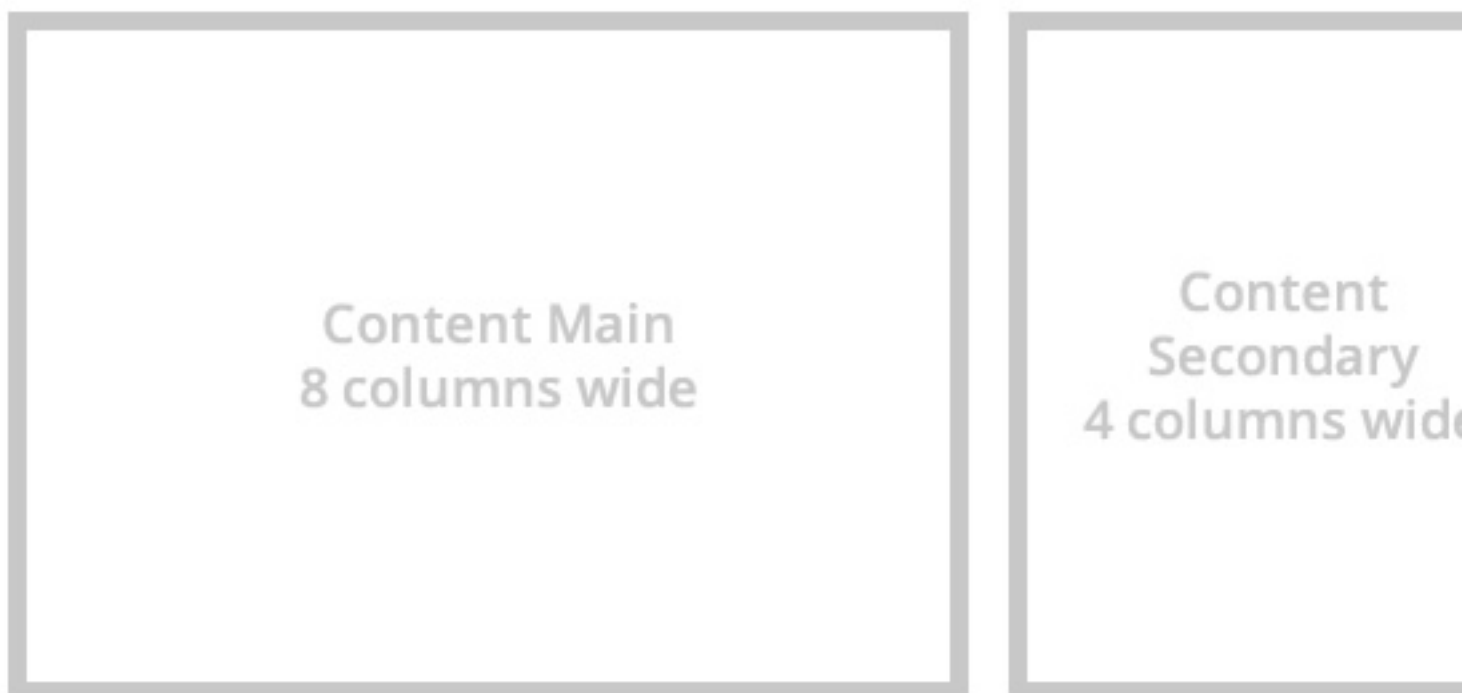 Content Main
8 columns wide
Content
Secondary
4 columns wide